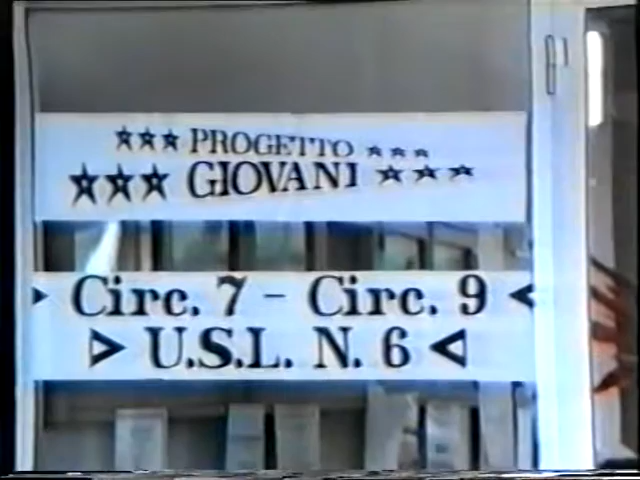 ★★★ PROGETTO ★★★
★★★ GIOVANI ★★★
▸ Circ. 7 - Circ. 9 ◂
▷ U.S.L. N. 6 ◁